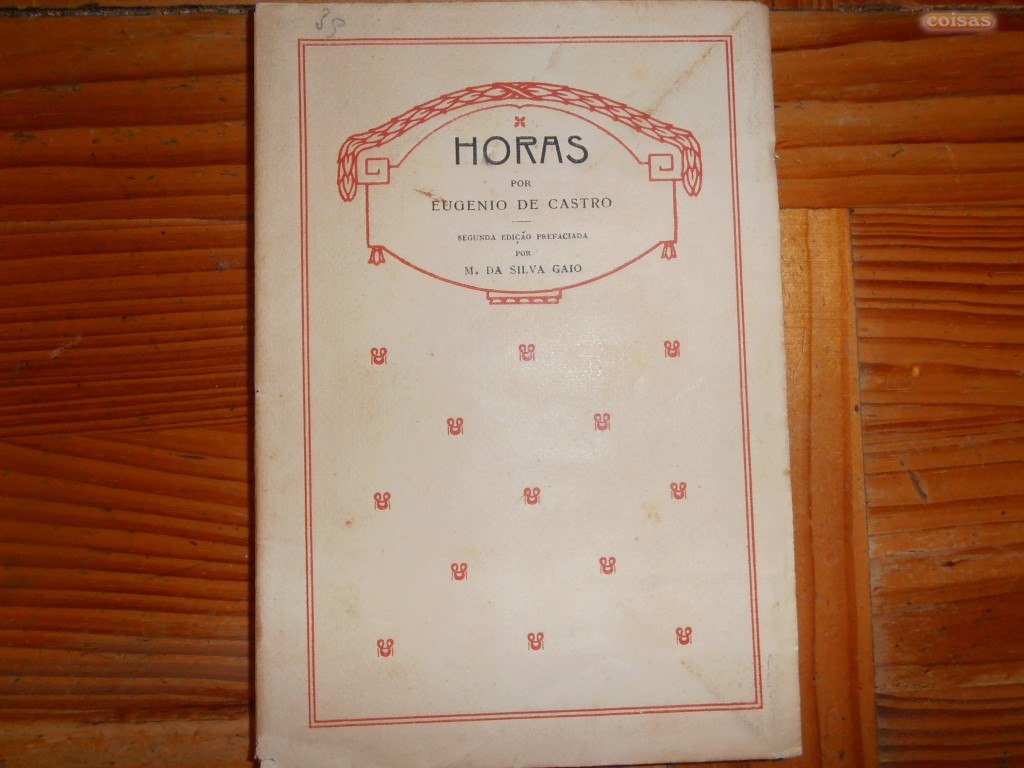 coisas
HORAS
POR
EUGENIO DE CASTRO
SEGUNDA EDIÇÃO PREFACIADA
POR
M. DA SILVA GAIO